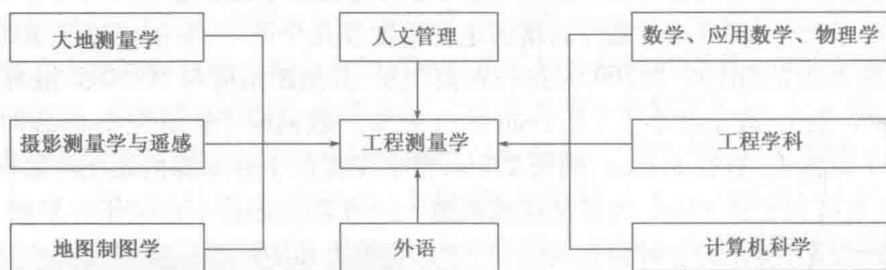 大地测量学
人文管理
数学、应用数学、物理学
摄影测量学与遥感
工程测量学
工程学科
地图制图学
外语
计算机科学